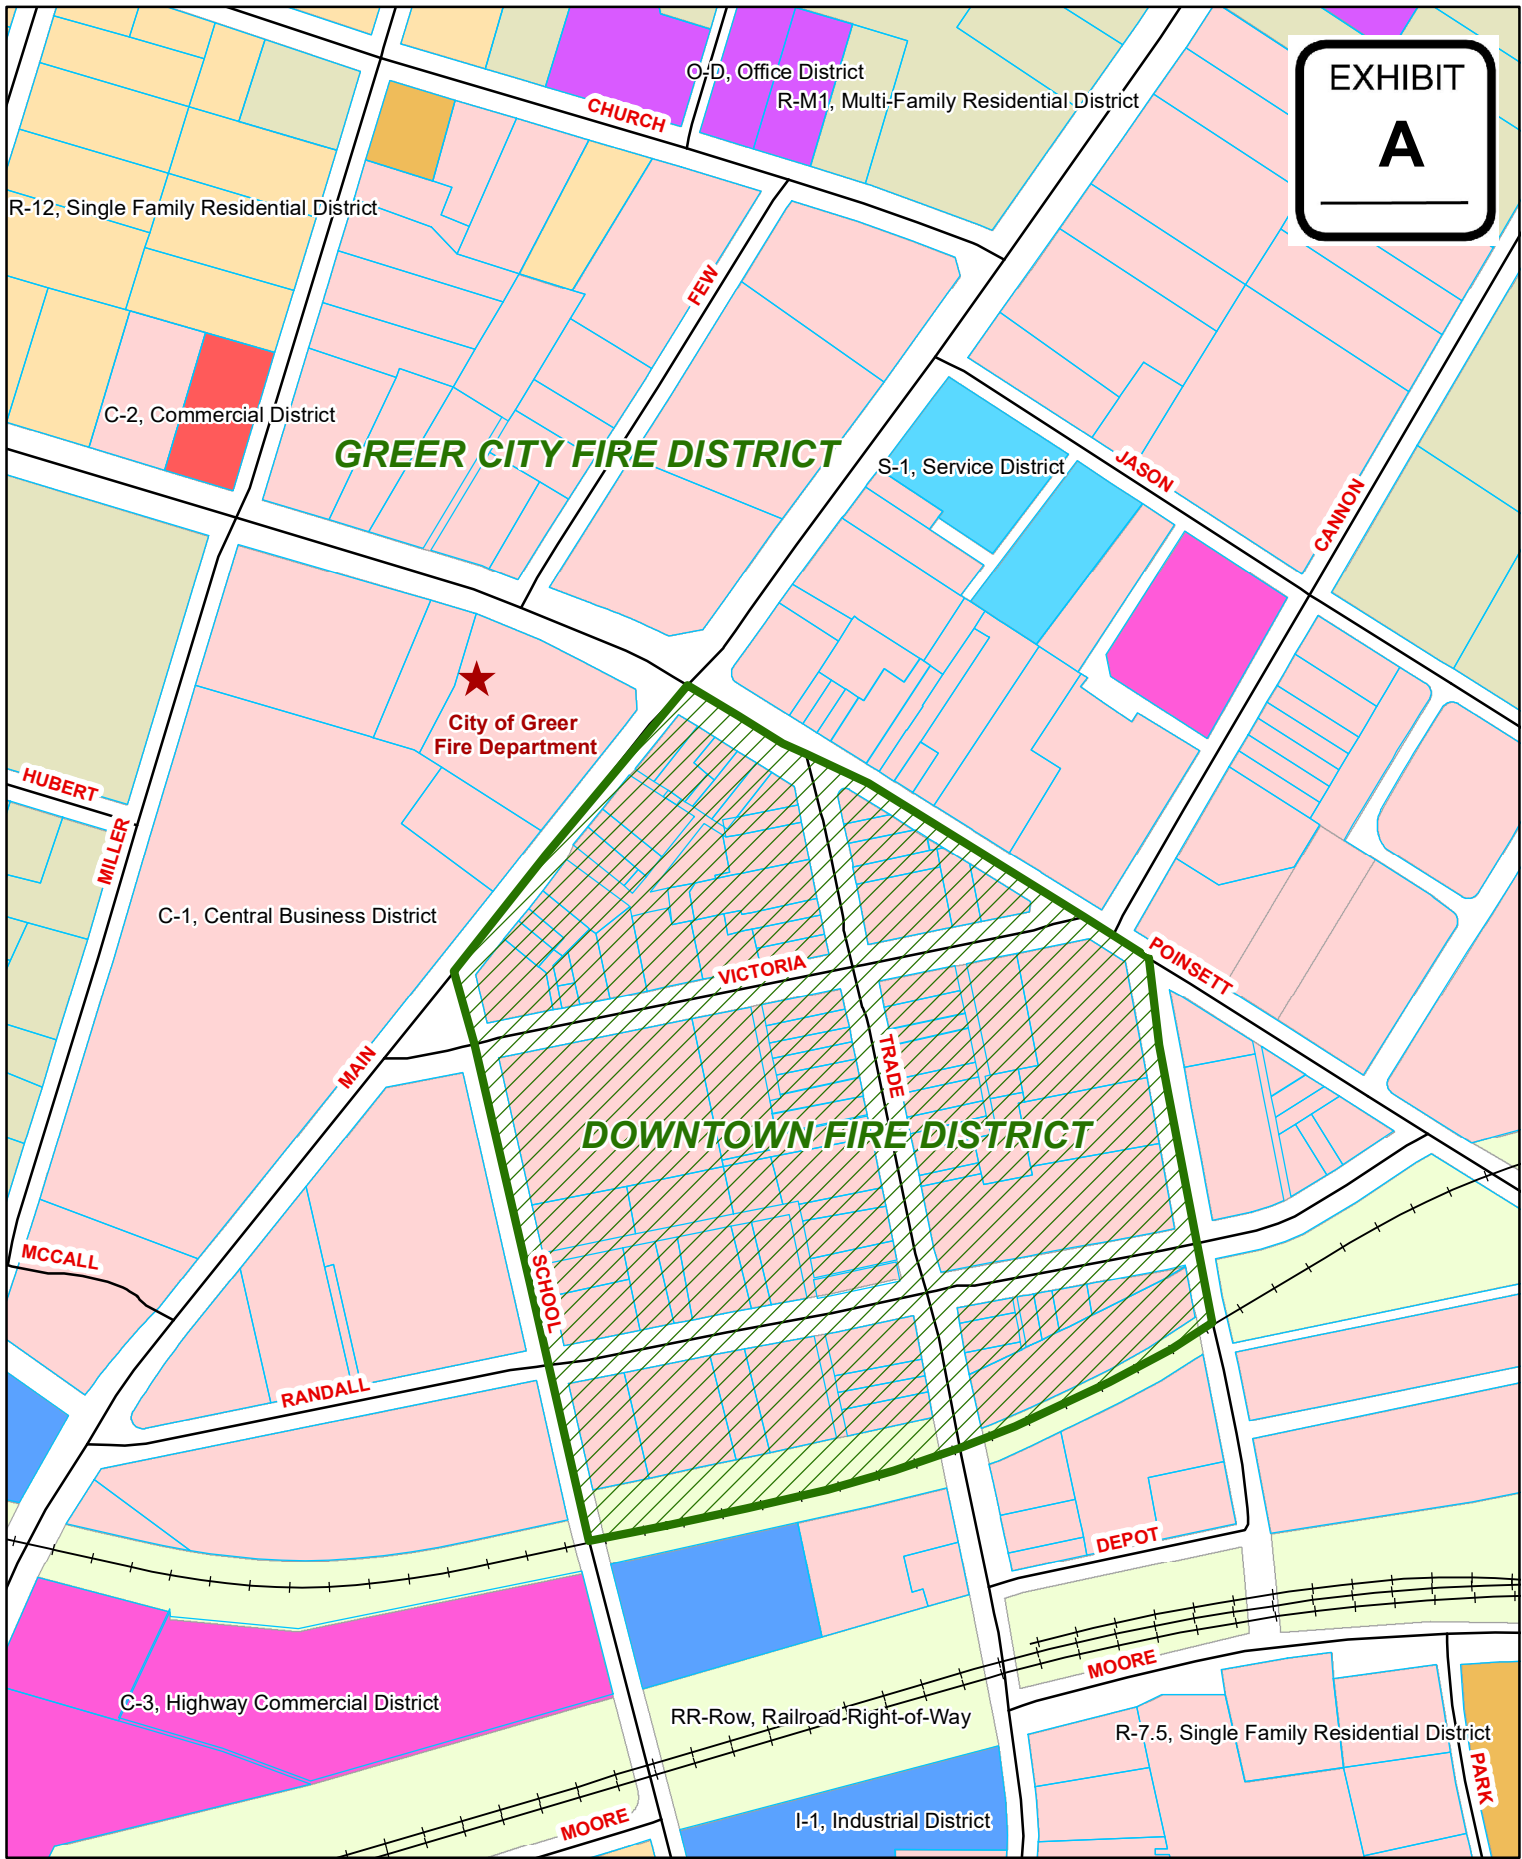 EXHIBIT
A
O-D, Office District
R-M1, Multi-Family Residential District
CHURCH
R-12, Single Family Residential District
FEW
C-2, Commercial District
GREER CITY FIRE DISTRICT
S-1, Service District
JASON
CANNON
City of Greer
Fire Department
HUBERT
MILLER
C-1, Central Business District
VICTORIA
POINSETT
MAIN
TRADE
DOWNTOWN FIRE DISTRICT
MCCALL
SCHOOL
RANDALL
DEPOT
MOORE
C-3, Highway Commercial District
RR-Row, Railroad Right-of-Way
R-7.5, Single Family Residential District
PARK
I-1, Industrial District
MOORE